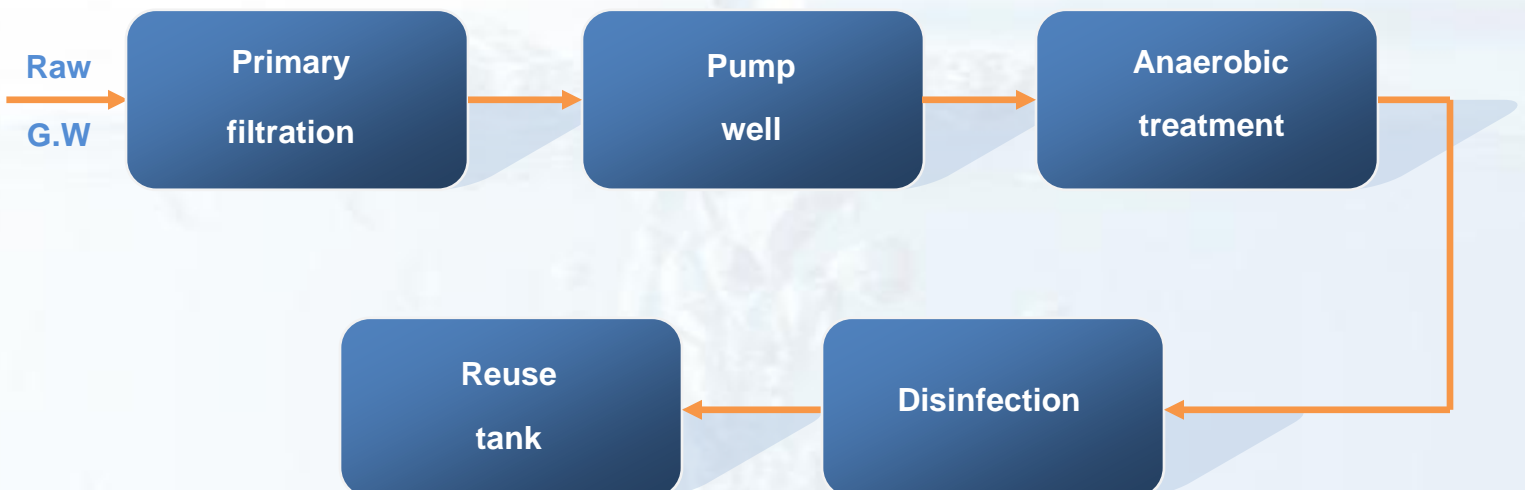 Raw
G.W
Primary
filtration
Pump
well
Anaerobic
treatment
Disinfection
Reuse
tank